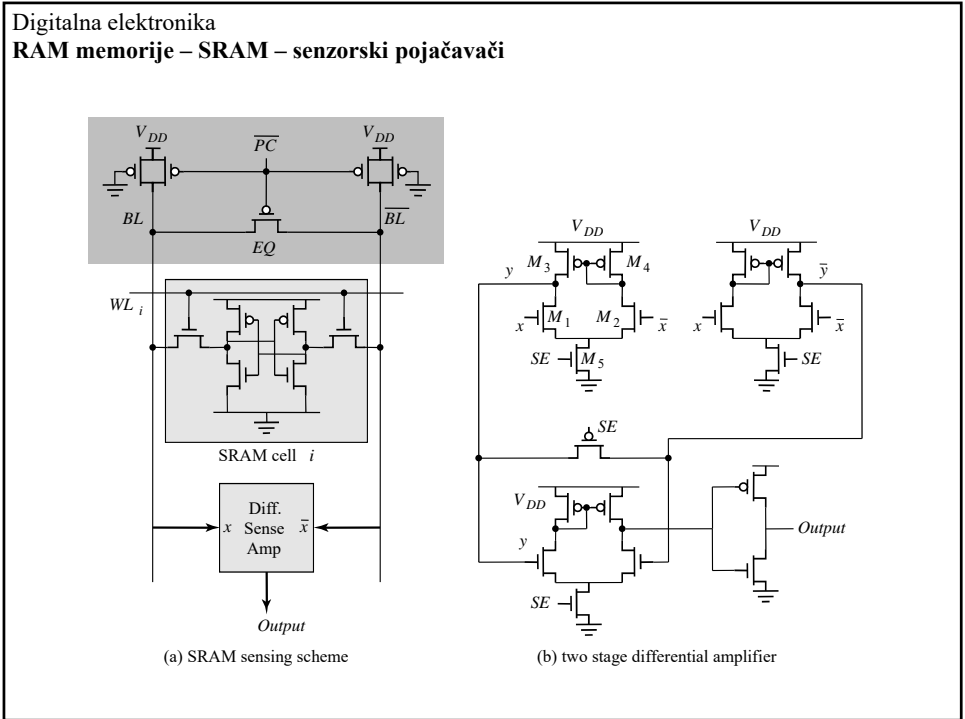 Digitalna elektronika
RAM memorije – SRAM – senzorski pojačavači
V_DD
\overline{PC}
V_DD
BL
\overline{BL}
EQ
WL_i
SRAM cell i
x
Diff.
Sense
Amp
x̄
Output
(a) SRAM sensing scheme
V_DD
V_DD
y
M_3
M_4
ȳ
x
M_1
M_2
x̄
x
x̄
SE
M_5
SE
SE
V_DD
y
Output
SE
(b) two stage differential amplifier